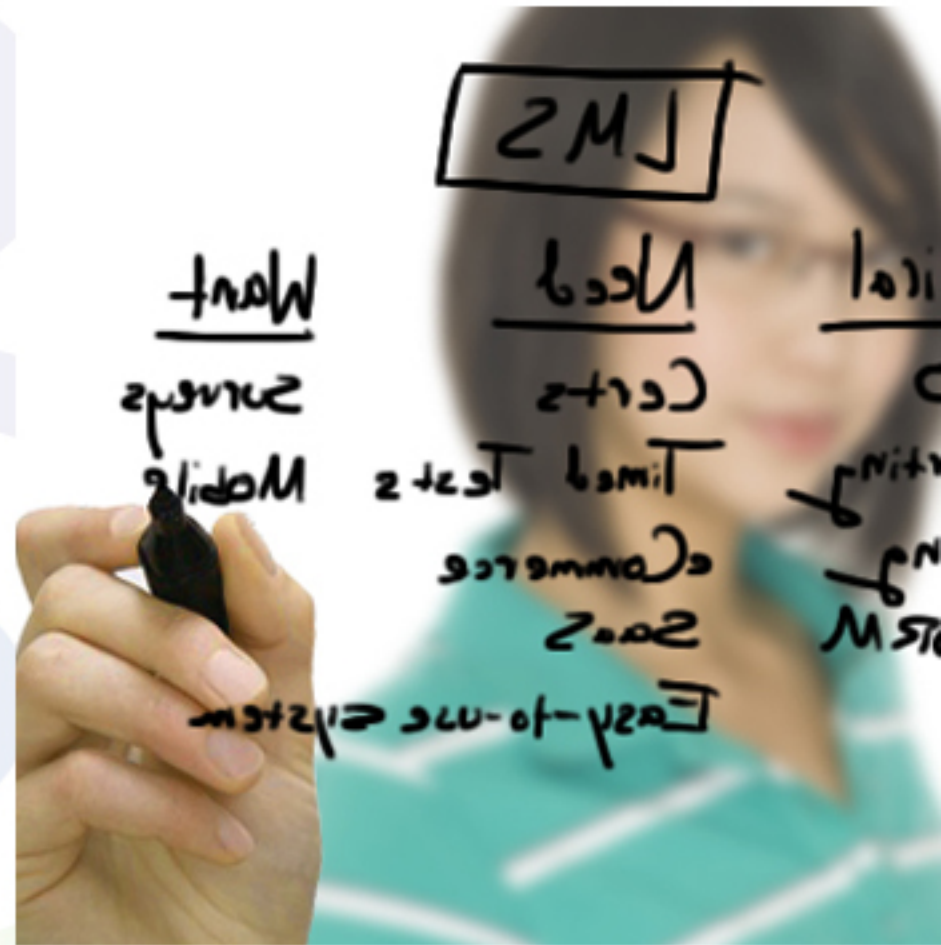 LMS
Need
Certs
Timed Tests
eCommerce
SaaS
Easy-to-use system
Want
Surveys
Mobile